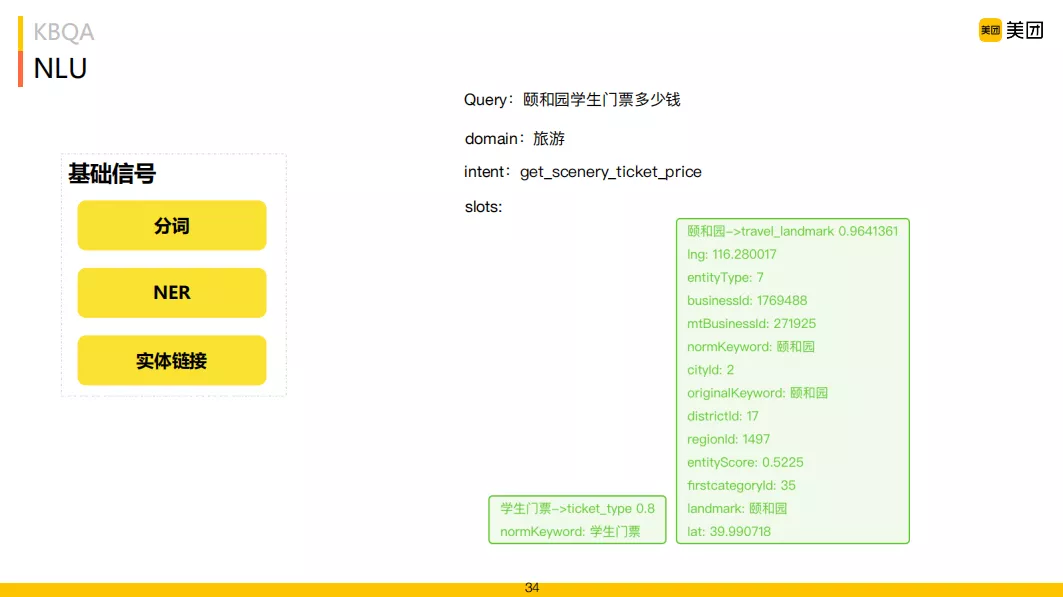 KBQA
NLU
美团 美团
Query：颐和园学生门票多少钱
domain：旅游
intent：get_scenery_ticket_price
slots:
基础信号
分词
NER
实体链接
颐和园->travel_landmark 0.9641361
lng: 116.280017
entityType: 7
businessId: 1769488
mtBusinessId: 271925
normKeyword: 颐和园
cityId: 2
originalKeyword: 颐和园
districtId: 17
regionId: 1497
entityScore: 0.5225
firstcategoryId: 35
landmark: 颐和园
lat: 39.990718
学生门票->ticket_type 0.8
normKeyword: 学生门票
34